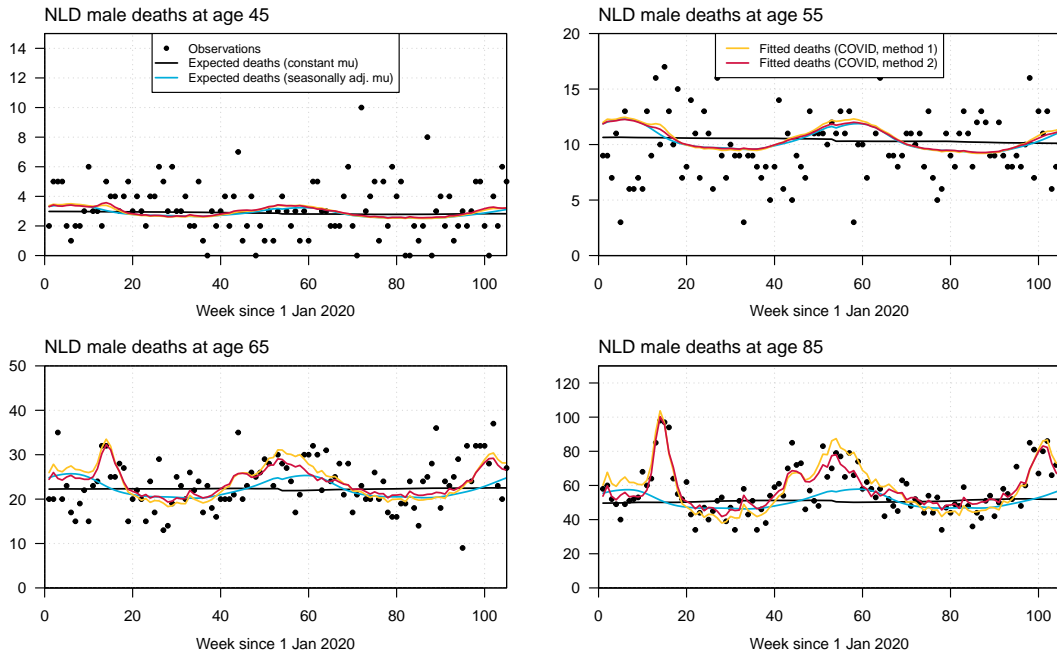 NLD male deaths at age 45
14
12
10
8
6
4
2
0
Observations
Expected deaths (constant mu)
Expected deaths (seasonally adj. mu)
0 20 40 60 80 100
Week since 1 Jan 2020
NLD male deaths at age 55
20
15
10
5
0
Fitted deaths (COVID, method 1)
Fitted deaths (COVID, method 2)
0 20 40 60 80 100
Week since 1 Jan 2020
NLD male deaths at age 65
50
40
30
20
10
0
0 20 40 60 80 100
Week since 1 Jan 2020
NLD male deaths at age 85
120
100
80
60
40
20
0
0 20 40 60 80 100
Week since 1 Jan 2020